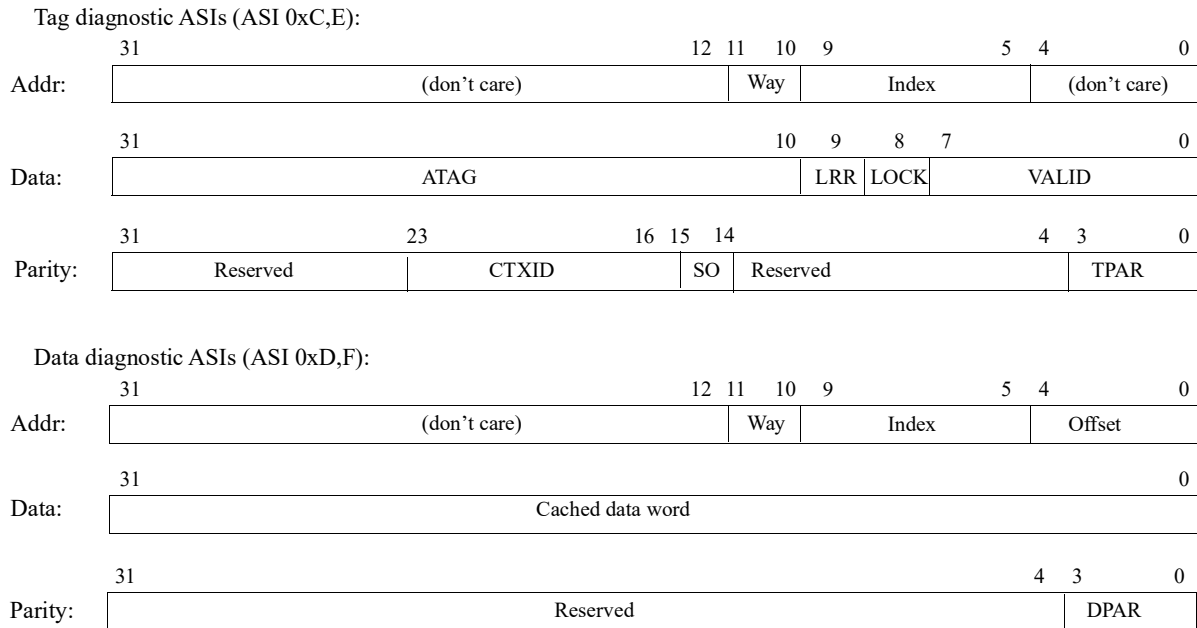 Tag diagnostic ASIs (ASI 0xC,E):
31 12 11 10 9 5 4 0
Addr: (don't care) Way Index (don't care)
31 10 9 8 7 0
Data: ATAG LRR LOCK VALID
31 23 16 15 14 4 3 0
Parity: Reserved CTXID SO Reserved TPAR
Data diagnostic ASIs (ASI 0xD,F):
31 12 11 10 9 5 4 0
Addr: (don't care) Way Index Offset
31 0
Data: Cached data word
31 4 3 0
Parity: Reserved DPAR